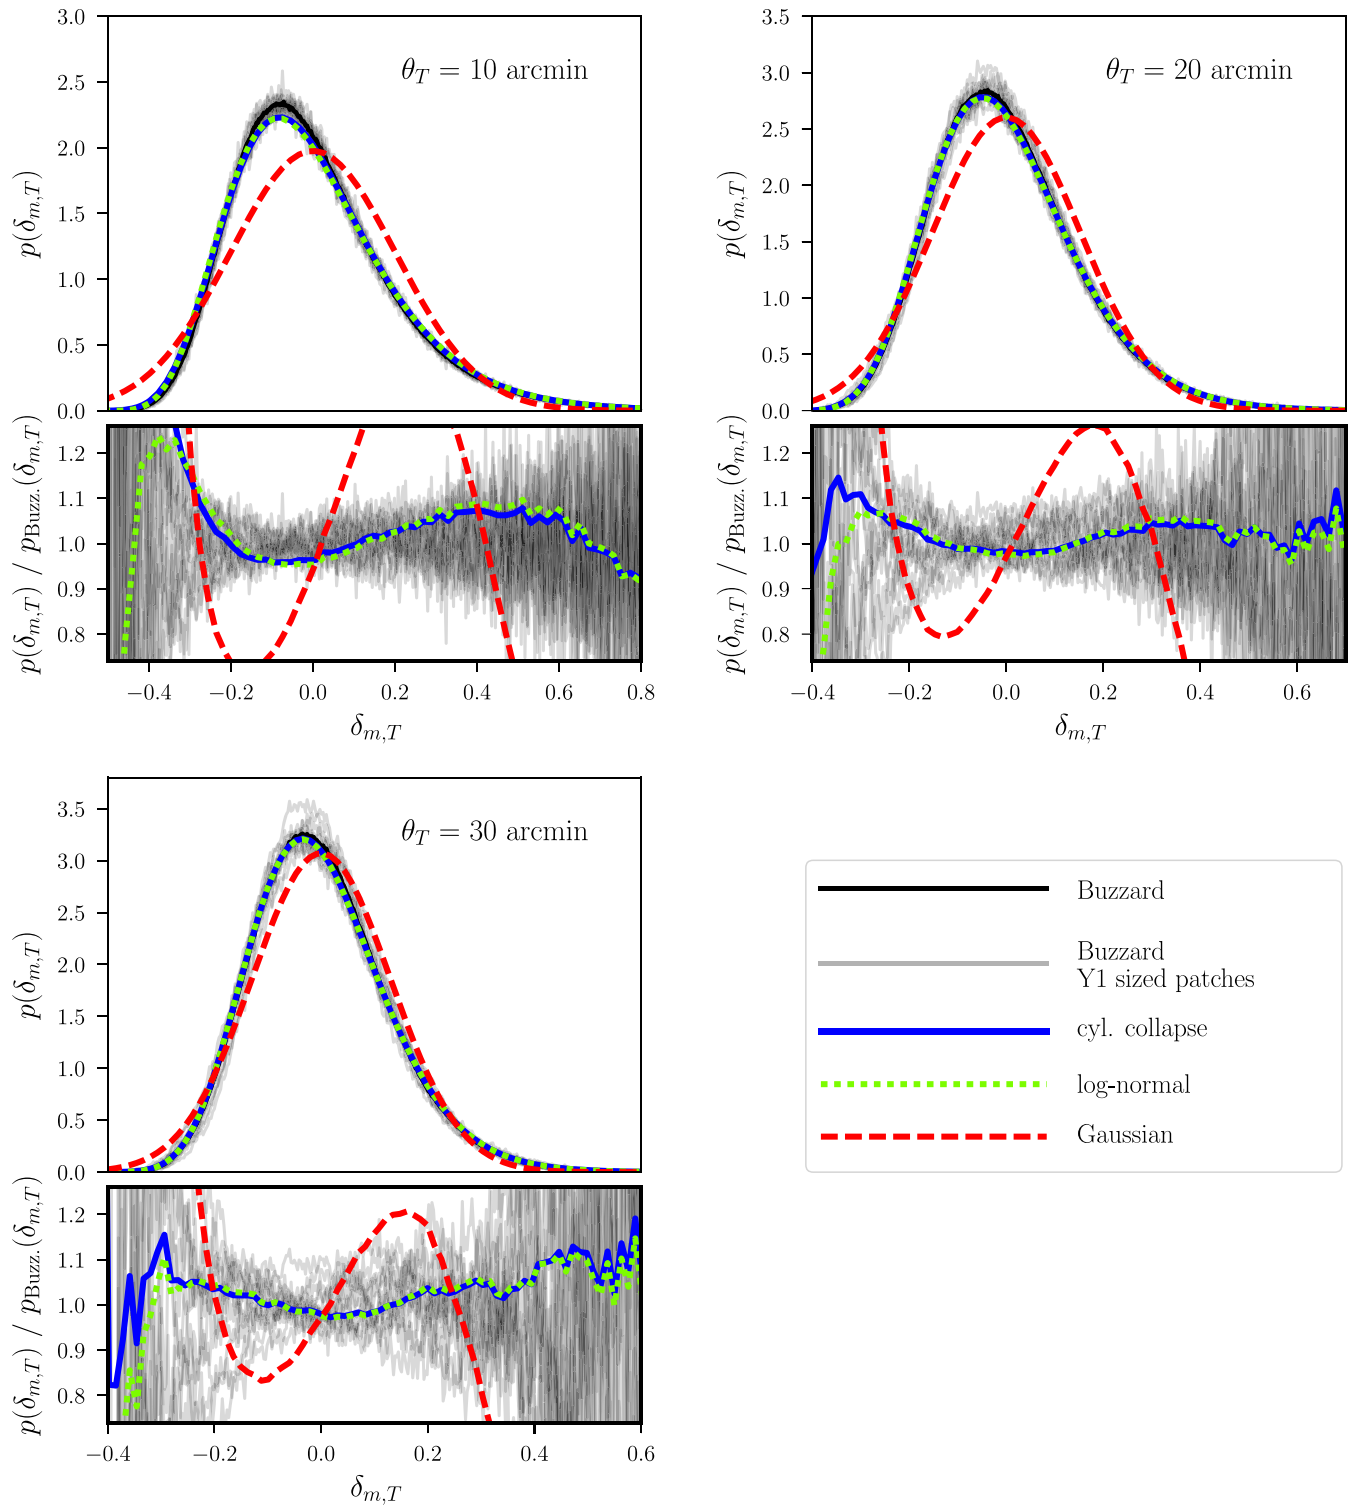 θ_T = 10 arcmin
p(δ_{m,T})
3.0
2.5
2.0
1.5
1.0
0.5
0.0
p(δ_{m,T}) / p_{Buzz.}(δ_{m,T})
1.2
1.1
1.0
0.9
0.8
−0.4 −0.2 0.0 0.2 0.4 0.6 0.8
δ_{m,T}
θ_T = 20 arcmin
p(δ_{m,T})
3.5
3.0
2.5
2.0
1.5
1.0
0.5
0.0
p(δ_{m,T}) / p_{Buzz.}(δ_{m,T})
1.2
1.1
1.0
0.9
0.8
−0.4 −0.2 0.0 0.2 0.4 0.6
δ_{m,T}
θ_T = 30 arcmin
p(δ_{m,T})
3.5
3.0
2.5
2.0
1.5
1.0
0.5
0.0
p(δ_{m,T}) / p_{Buzz.}(δ_{m,T})
1.2
1.1
1.0
0.9
0.8
−0.4 −0.2 0.0 0.2 0.4 0.6
δ_{m,T}
Buzzard
Buzzard
Y1 sized patches
cyl. collapse
log-normal
Gaussian